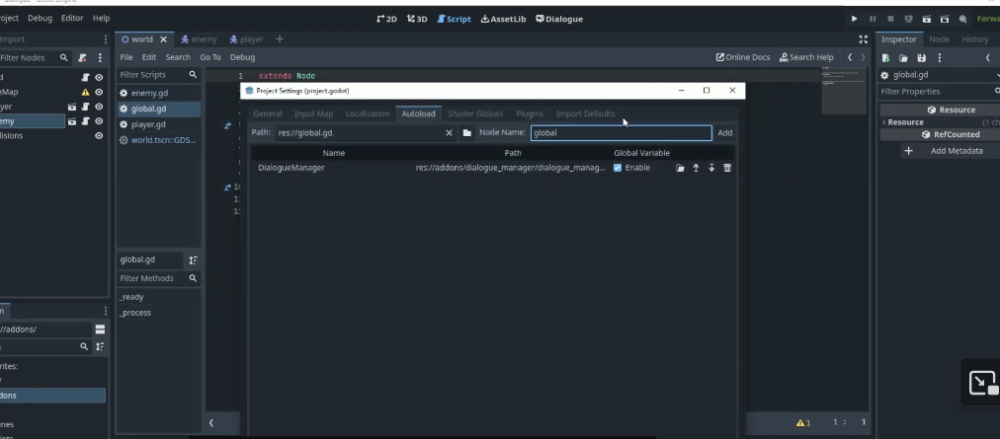 oject Debug Editor Help
2D 3D Script AssetLib Dialogue
Forwa
Import
world enemy player
Inspector Node History
Filter Nodes
File Edit Search Go To Debug
Online Docs Search Help
Filter Scripts
enemy.gd
global.gd
player.gd
world.tscn::GDS...
global.gd
Filter Methods
_ready
_process
1 extends Node
Project Settings (project.godot)
General Input Map Localization Autoload Shader Globals Plugins Import Defaults
Path: res://global.gd Node Name: global Add
Name Path Global Variable
DialogueManager res://addons/dialogue_manager/dialogue_manag... Enable
global.gd
Filter Properties
Resource
Resource (1 ch
RefCounted
Add Metadata
d
eMap
yer
emy
lisions
n
//addons/
s
rites:
dons
enes
1 1 : 1